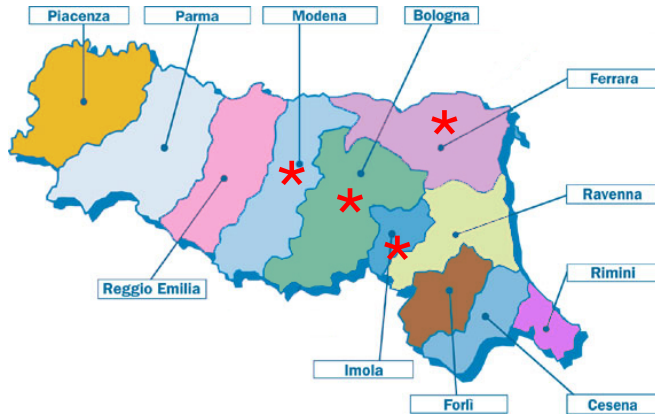 Piacenza
Parma
Modena
Bologna
Ferrara
Ravenna
Reggio Emilia
Rimini
Imola
Forlì
Cesena